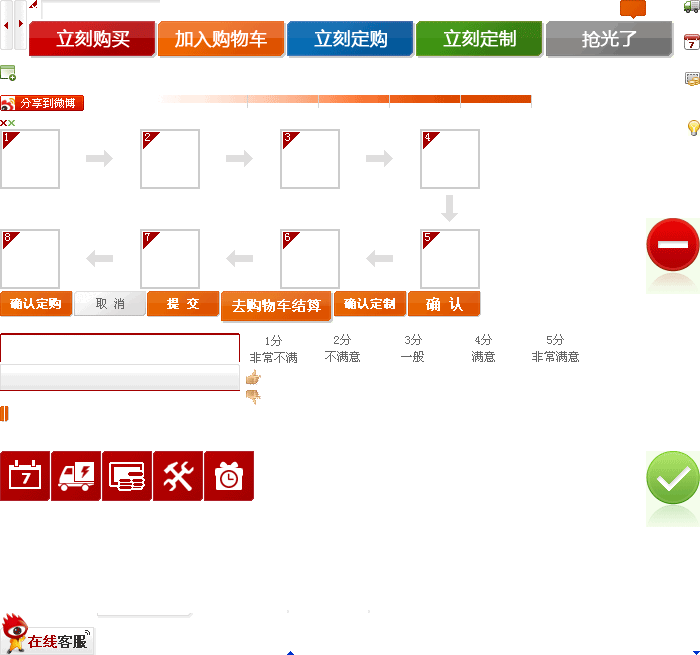 立刻购买 加入购物车 立刻定购 立刻定制 抢光了
7
分享到微博
1 2 3 4
8 7 6 5
确认定购 取 消 提 交 去购物车结算 确认定制 确 认
1分 2分 3分 4分 5分
非常不满 不满意 一般 满意 非常满意
7
在线客服